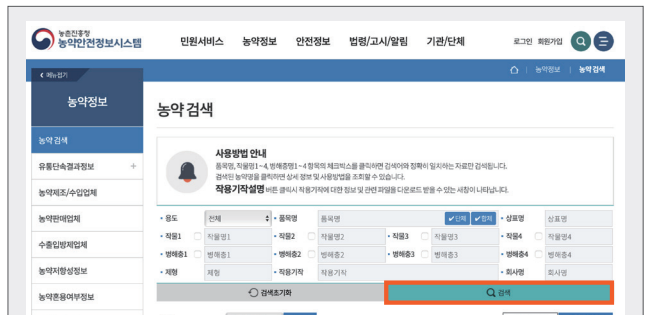 농촌진흥청
농약안전정보시스템
민원서비스 농약정보 안전정보 법령/고시/알림 기관/단체 로그인 회원가입
메뉴접기
농약정보 농약 검색
농약정보
농약 검색
농약 검색
유통단속결과정보 +
농약제조/수입업체
농약판매업체
수출입방제업체
농약저항성정보
농약혼용여부정보
사용방법 안내
품목명, 작물명1~4, 병해충명1~4 항목의 체크박스를 클릭하면 검색어와 정확히 일치하는 자료만 검색됩니다.
검색된 농약명을 클릭하면 상세 정보 및 사용방법을 조회할 수 있습니다.
작용기작설명 버튼 클릭시 작용기작에 대한 정보 및 관련 파일을 다운로드 받을 수 있는 새창이 나타납니다.
용도 전체 품목명 품목명 단제 합제 상표명 상표명
작물1 작물명1 작물2 작물명2 작물3 작물명3 작물4 작물명4
병해충1 병해충1 병해충2 병해충2 병해충3 병해충3 병해충4 병해충4
제형 제형 작용기작 작용기작 회사명 회사명
검색초기화 검색